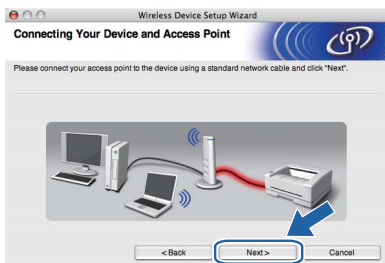 Wireless Device Setup Wizard
Connecting Your Device and Access Point
Please connect your access point to the device using a standard network cable and click "Next".
< Back
Next >
Cancel